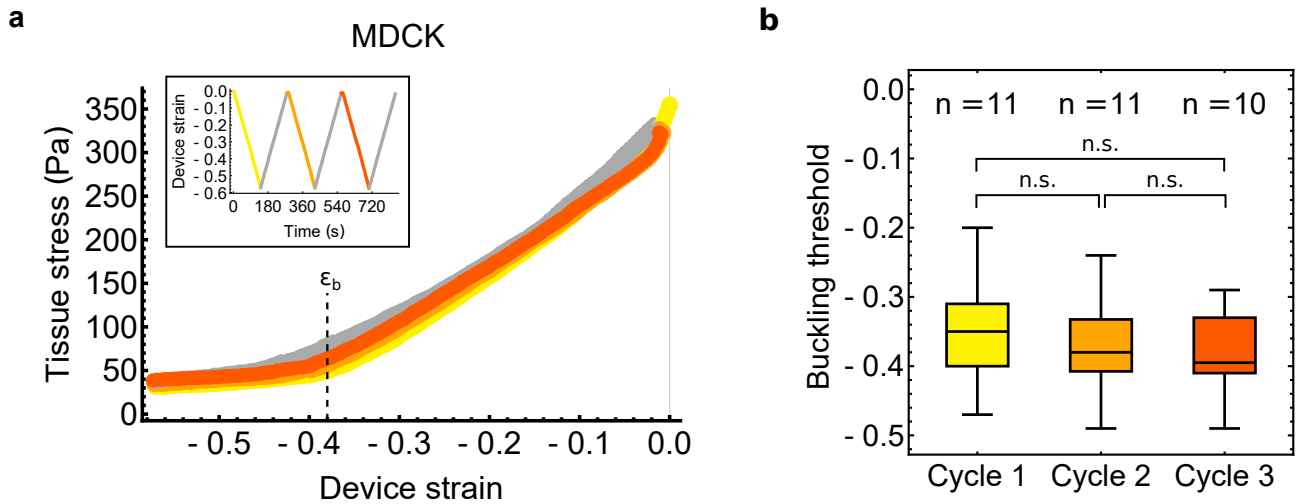 a
MDCK
Tissue stress (Pa)
350
300
250
200
150
100
50
0
Device strain
0.0
- 0.1
- 0.2
- 0.3
- 0.4
- 0.5
- 0.6
0 180 360 540 720
Time (s)
εb
- 0.5 - 0.4 - 0.3 - 0.2 - 0.1 0.0
Device strain
b
Buckling threshold
0.0
- 0.1
- 0.2
- 0.3
- 0.4
- 0.5
n =11 n =11 n =10
n.s.
n.s. n.s.
Cycle 1 Cycle 2 Cycle 3